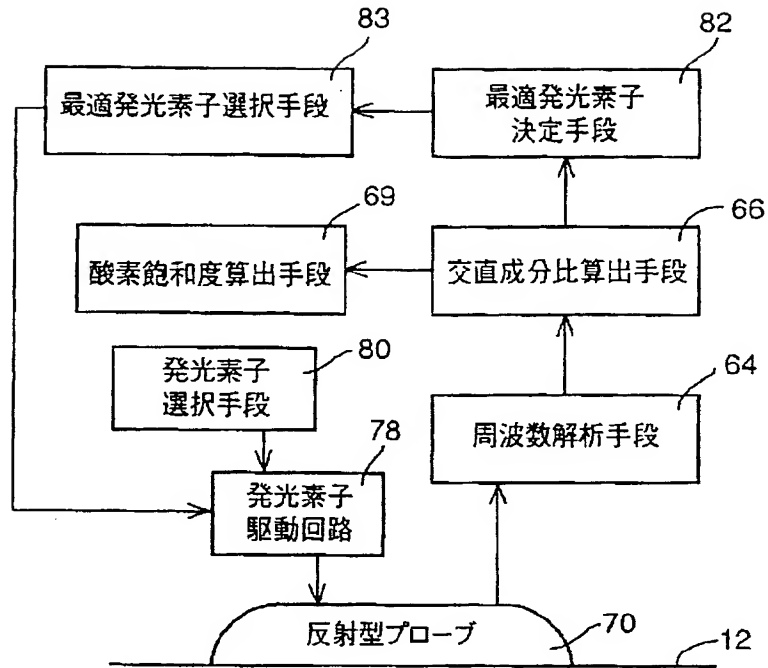 83
82
最適発光素子選択手段
最適発光素子
決定手段
69
66
酸素飽和度算出手段
交直成分比算出手段
80
発光素子
選択手段
64
周波数解析手段
78
発光素子
駆動回路
反射型プローブ
70
12